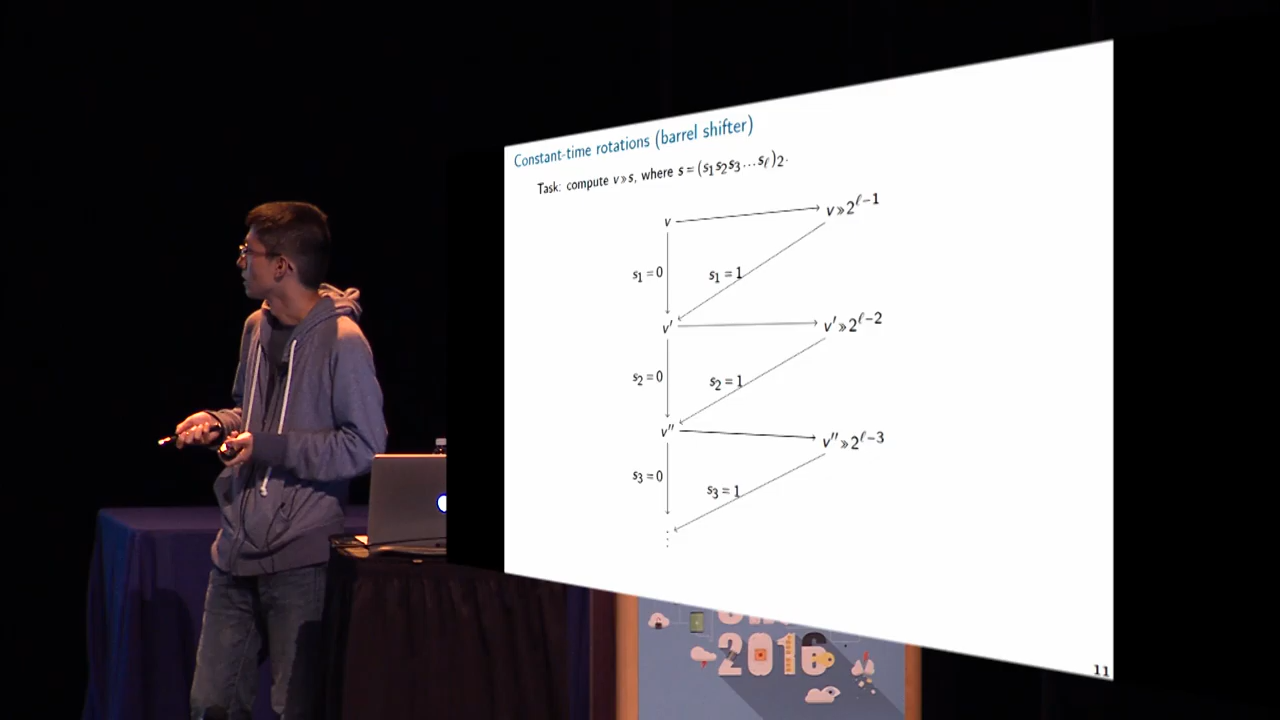 Constant-time rotations (barrel shifter)
Task: compute v⋙s, where s = (s₁s₂s₃…sℓ)₂.
v
v⋙2^ℓ−1
s₁ = 0
s₁ = 1
v′
v′⋙2^ℓ−2
s₂ = 0
s₂ = 1
v″
v″⋙2^ℓ−3
s₃ = 0
s₃ = 1
⋮
11
2016